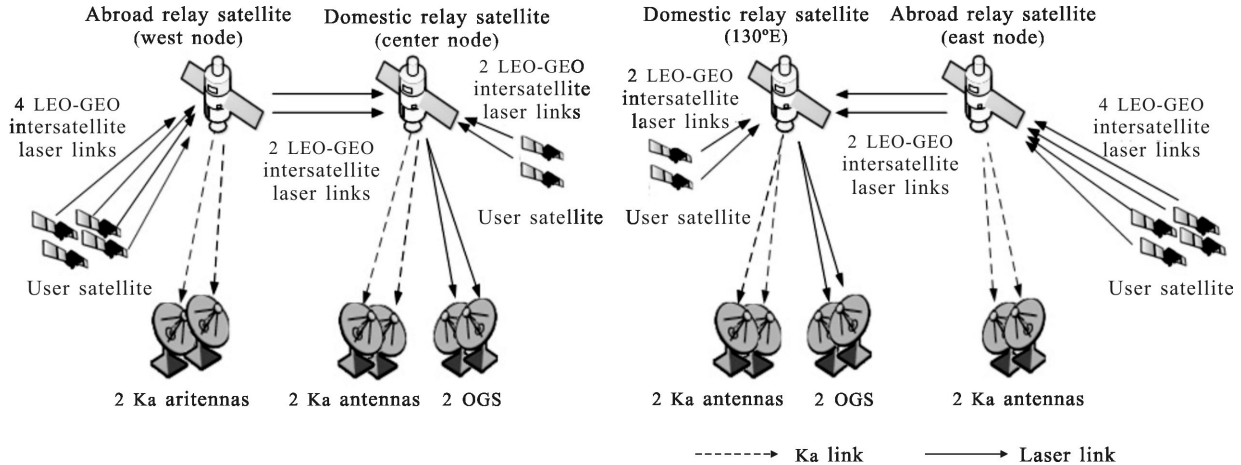 Abroad relay satellite
(west node)
Domestic relay satellite
(center node)
4 LEO-GEO
intersatellite
laser links
2 LEO-GEO
intersatellite
laser links
2 LEO-GEO
intersatellite
laser links
User satellite
User satellite
2 Ka aritennas
2 Ka antennas
2 OGS
Domestic relay satellite
(130°E)
Abroad relay satellite
(east node)
2 LEO-GEO
intersatellite
laser links
2 LEO-GEO
intersatellite
laser links
4 LEO-GEO
intersatellite
laser links
User satellite
User satellite
2 Ka antennas
2 OGS
2 Ka antennas
Ka link
Laser link